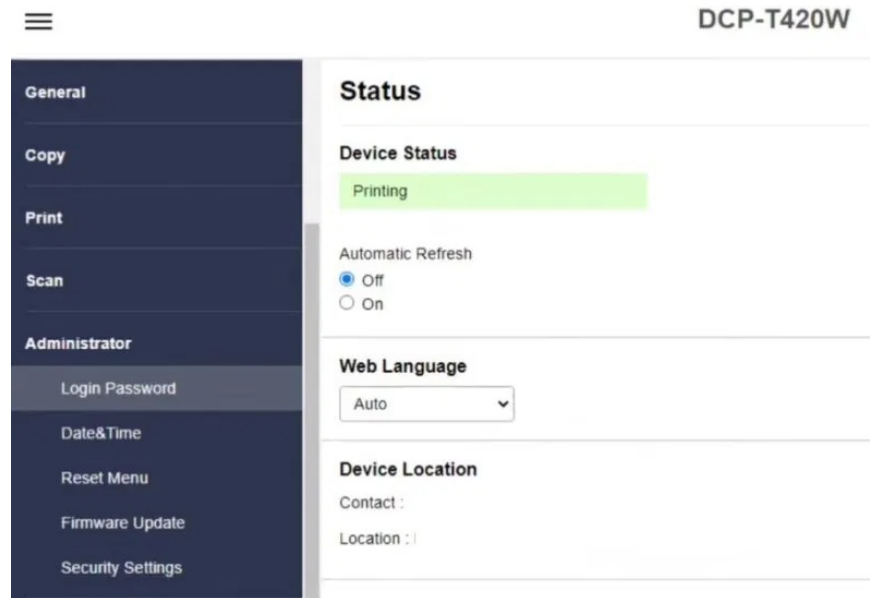 DCP-T420W
General
Copy
Print
Scan
Administrator
Login Password
Date&Time
Reset Menu
Firmware Update
Security Settings
Status
Device Status
Printing
Automatic Refresh
Off
On
Web Language
Auto
Device Location
Contact :
Location :